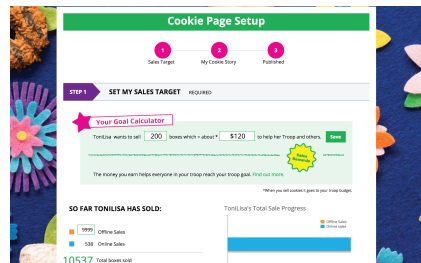 Cookie Page Setup
1 2 3
Sales Target My Cookie Story Published
STEP 1 SET MY SALES TARGET REQUIRED
Your Goal Calculator
ToniLisa wants to sell 200 boxes which = about * $120 to help her Troop and others. Save
Sales Rewards
The money you earn helps everyone in your troop reach your troop goal. Find out more.
*When you sell cookies it goes to your troop budget.
SO FAR TONILISA HAS SOLD: ToniLisa's Total Sale Progress
9999 Offline Sales
538 Online Sales
10537 Total boxes sold
Offline Sales
Online sales